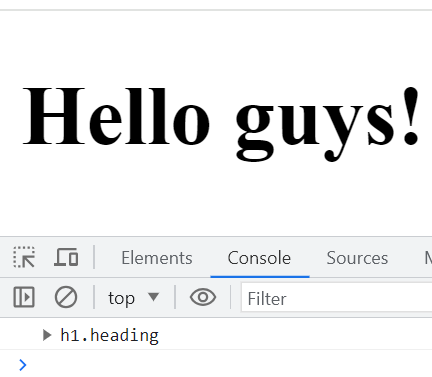 Hello guys!
Elements Console Sources
top Filter
h1.heading